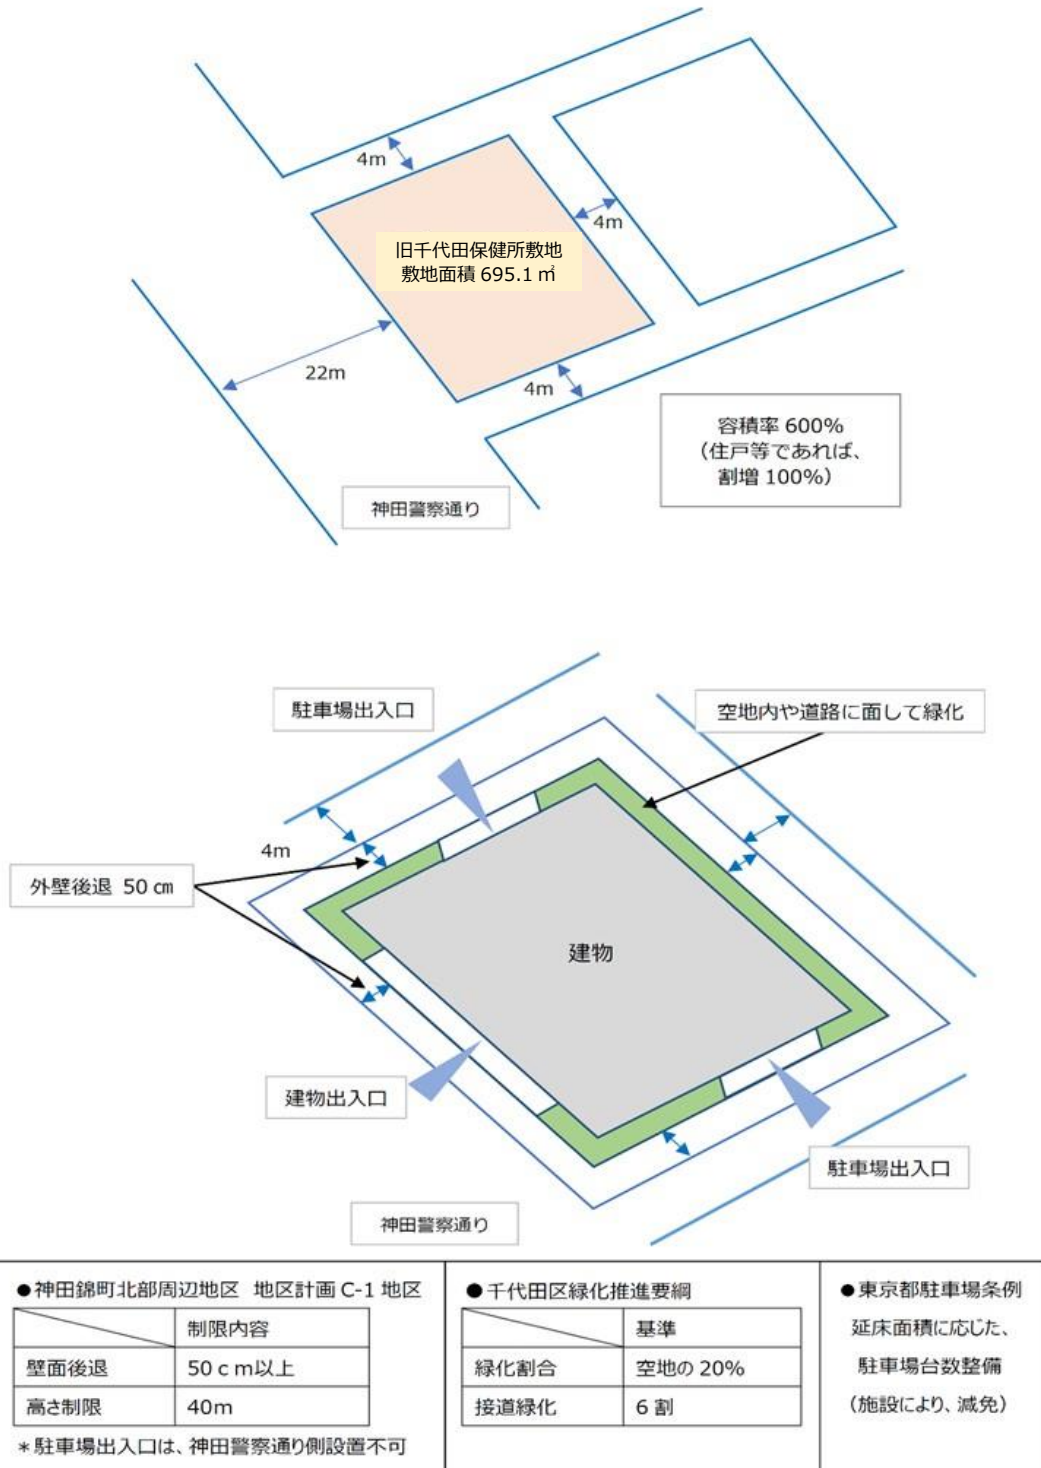 4m
4m
旧千代田保健所敷地
敷地面積 695.1 ㎡
22m
4m
容積率 600%
（住戸等であれば、
割増 100%）
神田警察通り
駐車場出入口
空地内や道路に面して緑化
4m
外壁後退 50 ㎝
建物
建物出入口
駐車場出入口
神田警察通り
●神田錦町北部周辺地区 地区計画 C-1 地区
制限内容
壁面後退 50ｃｍ以上
高さ制限 40m
＊駐車場出入口は、神田警察通り側設置不可
●千代田区緑化推進要綱
基準
緑化割合 空地の 20%
接道緑化 6 割
●東京都駐車場条例
延床面積に応じた、
駐車場台数整備
（施設により、減免）